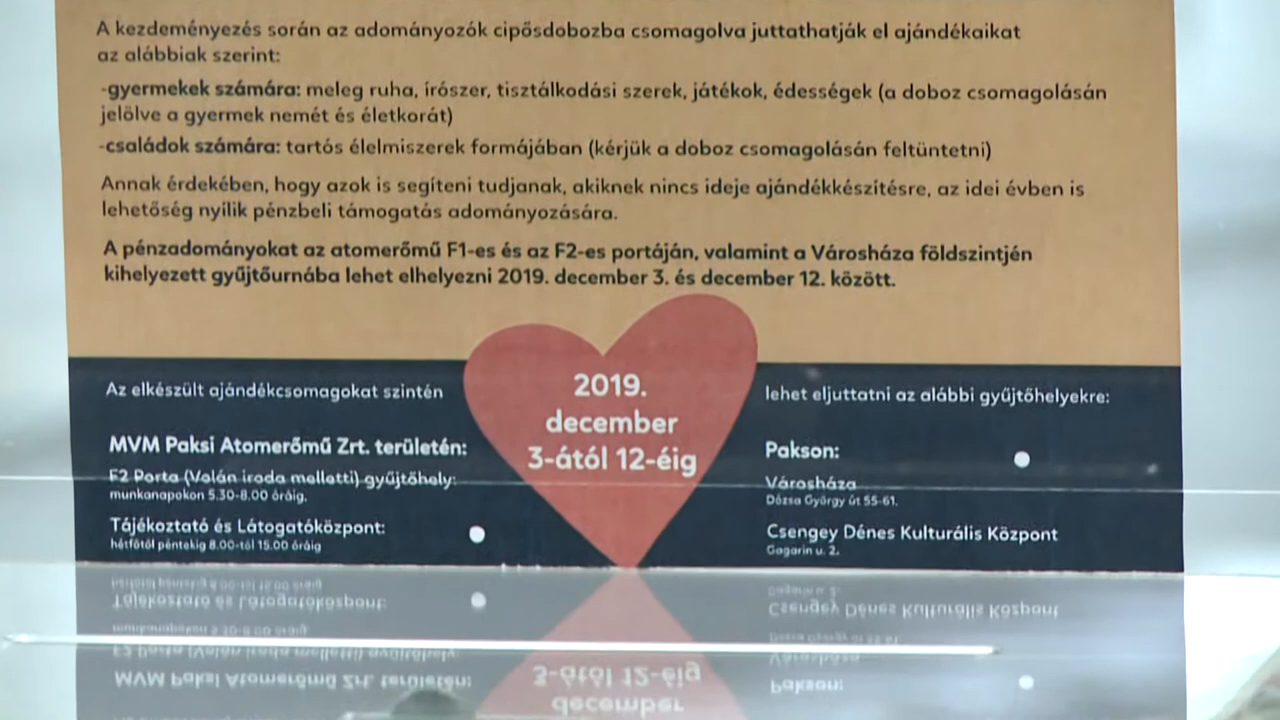 A kezdeményezés során az adományozók cipősdobozba csomagolva juttathatják el ajándékaikat
az alábbiak szerint:
-gyermekek számára: meleg ruha, írószer, tisztálkodási szerek, játékok, édességek (a doboz csomagolásán
jelölve a gyermek nemét és életkorát)
-családok számára: tartós élelmiszerek formájában (kérjük a doboz csomagolásán feltüntetni)
Annak érdekében, hogy azok is segíteni tudjanak, akiknek nincs ideje ajándékkészítésre, az idei évben is
lehetőség nyílik pénzbeli támogatás adományozására.
A pénzadományokat az atomerőmű F1-es és az F2-es portáján, valamint a Városháza földszintjén
kihelyezett gyűjtőurnába lehet elhelyezni 2019. december 3. és december 12. között.
Az elkészült ajándékcsomagokat szintén
2019.
december
3-ától 12-éig
lehet eljuttatni az alábbi gyűjtőhelyekre:
MVM Paksi Atomerőmű Zrt. területén:
F2 Porta (Volán iroda melletti) gyűjtőhely:
munkanapokon 5.30-8.00 óráig,
Tájékoztató és Látogatóközpont:
hétfőtől péntekig 8.00-tól 15.00 óráig
Pakson:
Városháza
Dózsa György út 55-61.
Csengey Dénes Kulturális Központ
Gagarin u. 2.